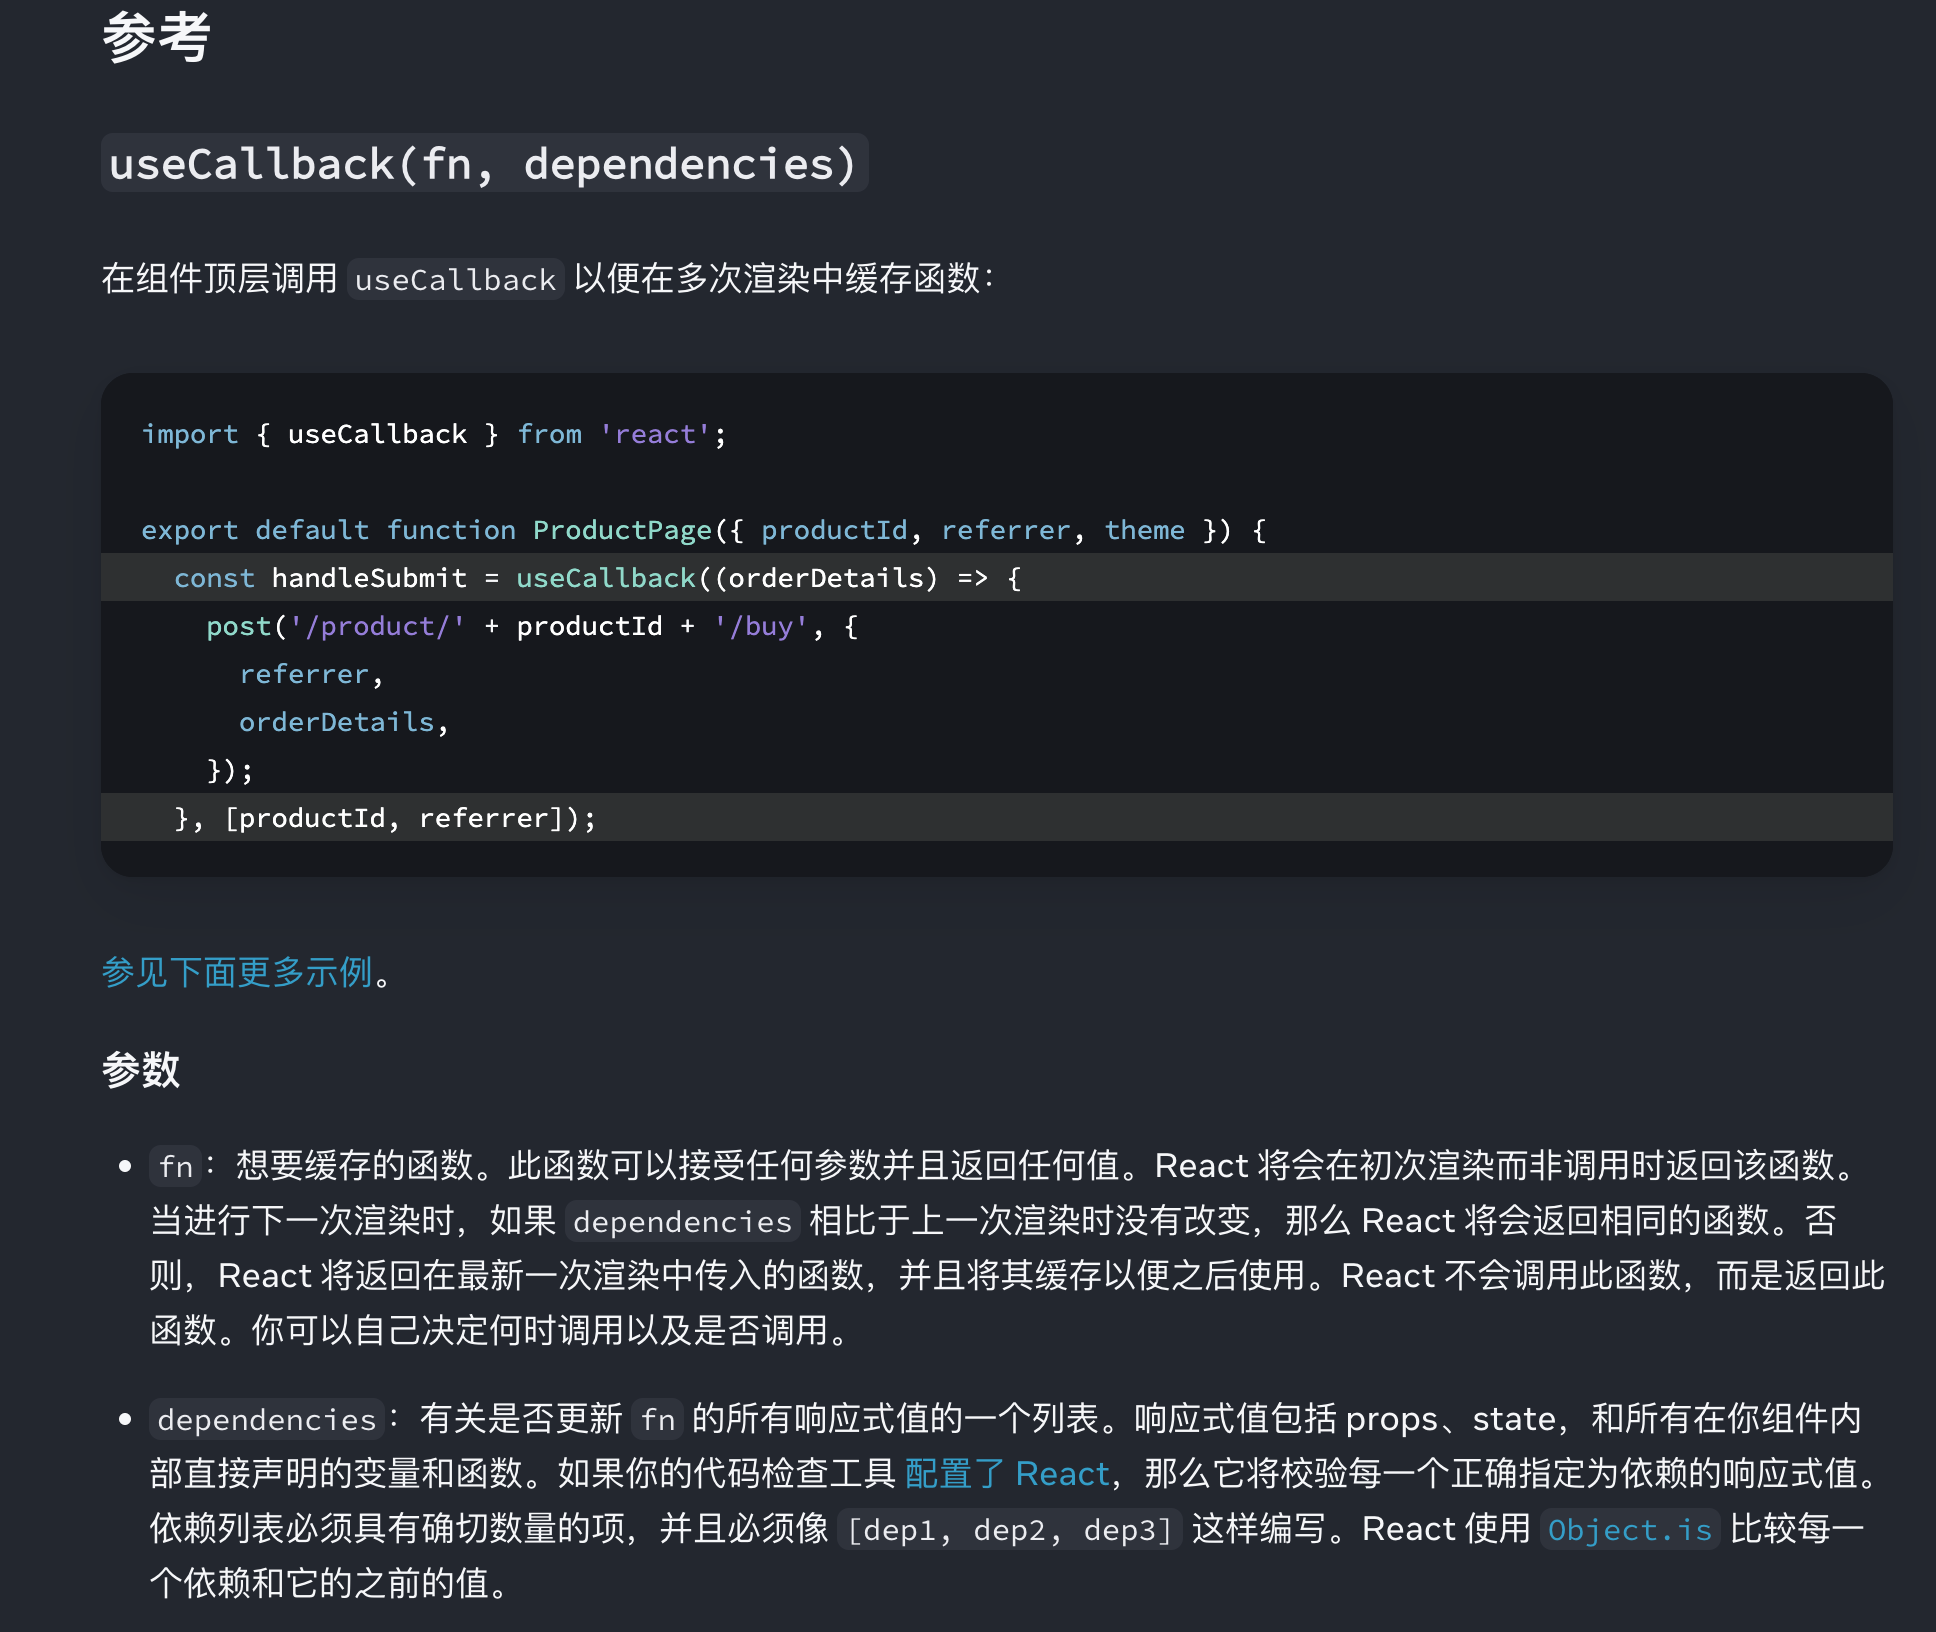 参考
useCallback(fn, dependencies)
在组件顶层调用 useCallback 以便在多次渲染中缓存函数：
import { useCallback } from 'react';
export default function ProductPage({ productId, referrer, theme }) {
  const handleSubmit = useCallback((orderDetails) => {
    post('/product/' + productId + '/buy', {
      referrer,
      orderDetails,
    });
  }, [productId, referrer]);
参见下面更多示例。
参数
• fn：想要缓存的函数。此函数可以接受任何参数并且返回任何值。React 将会在初次渲染而非调用时返回该函数。
当进行下一次渲染时，如果 dependencies 相比于上一次渲染时没有改变，那么 React 将会返回相同的函数。否
则，React 将返回在最新一次渲染中传入的函数，并且将其缓存以便之后使用。React 不会调用此函数，而是返回此
函数。你可以自己决定何时调用以及是否调用。
• dependencies：有关是否更新 fn 的所有响应式值的一个列表。响应式值包括 props、state，和所有在你组件内
部直接声明的变量和函数。如果你的代码检查工具 配置了 React，那么它将校验每一个正确指定为依赖的响应式值。
依赖列表必须具有确切数量的项，并且必须像 [dep1, dep2, dep3] 这样编写。React 使用 Object.is 比较每一
个依赖和它的之前的值。